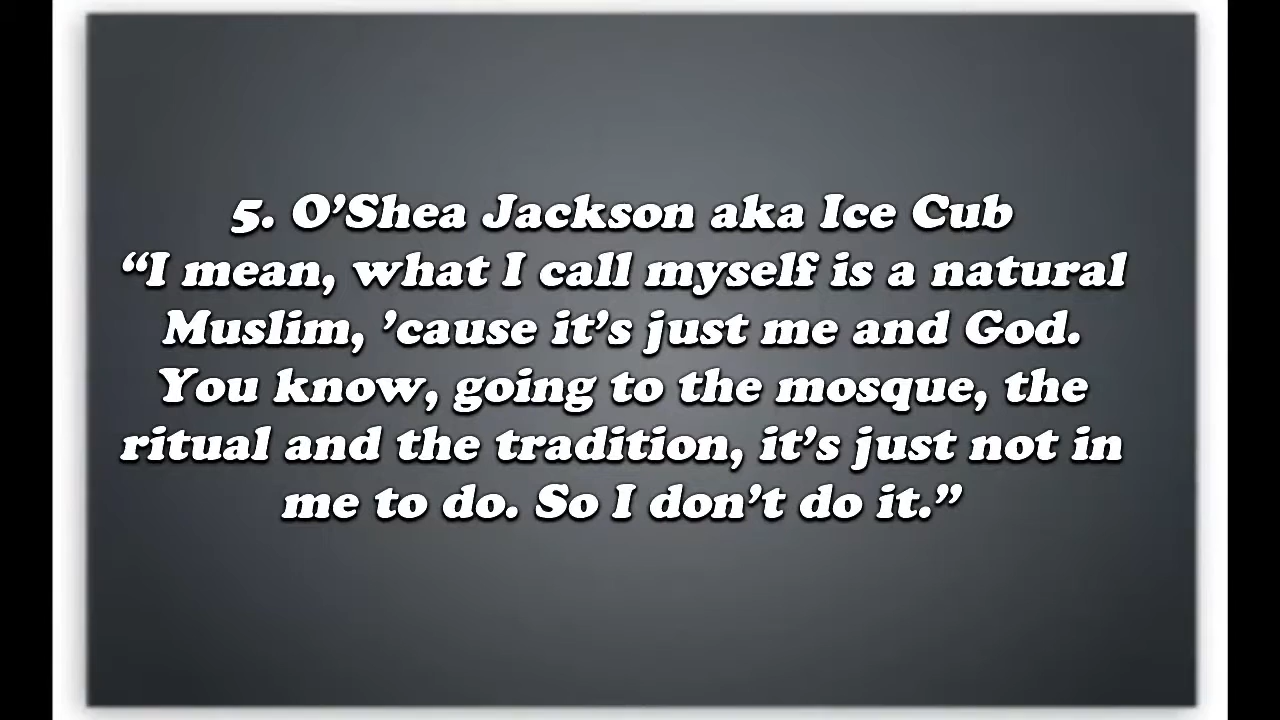 5. O’Shea Jackson aka Ice Cub
“I mean, what I call myself is a natural
Muslim, ’cause it’s just me and God.
You know, going to the mosque, the
ritual and the tradition, it’s just not in
me to do. So I don’t do it.”